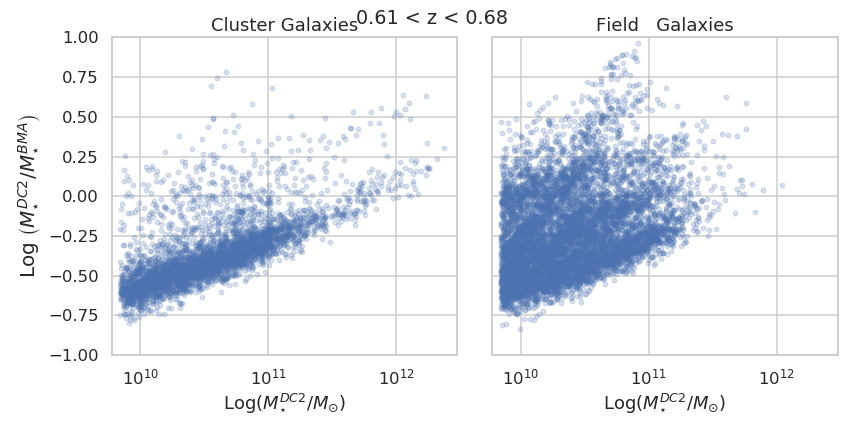 0.61 < z < 0.68
Cluster Galaxies
Field Galaxies
Log (M⋆^{DC2}/M⋆^{BMA})
1.00
0.75
0.50
0.25
0.00
−0.25
−0.50
−0.75
−1.00
10^{10} 10^{11} 10^{12}
10^{10} 10^{11} 10^{12}
Log(M⋆^{DC2}/M⊙)
Log(M⋆^{DC2}/M⊙)